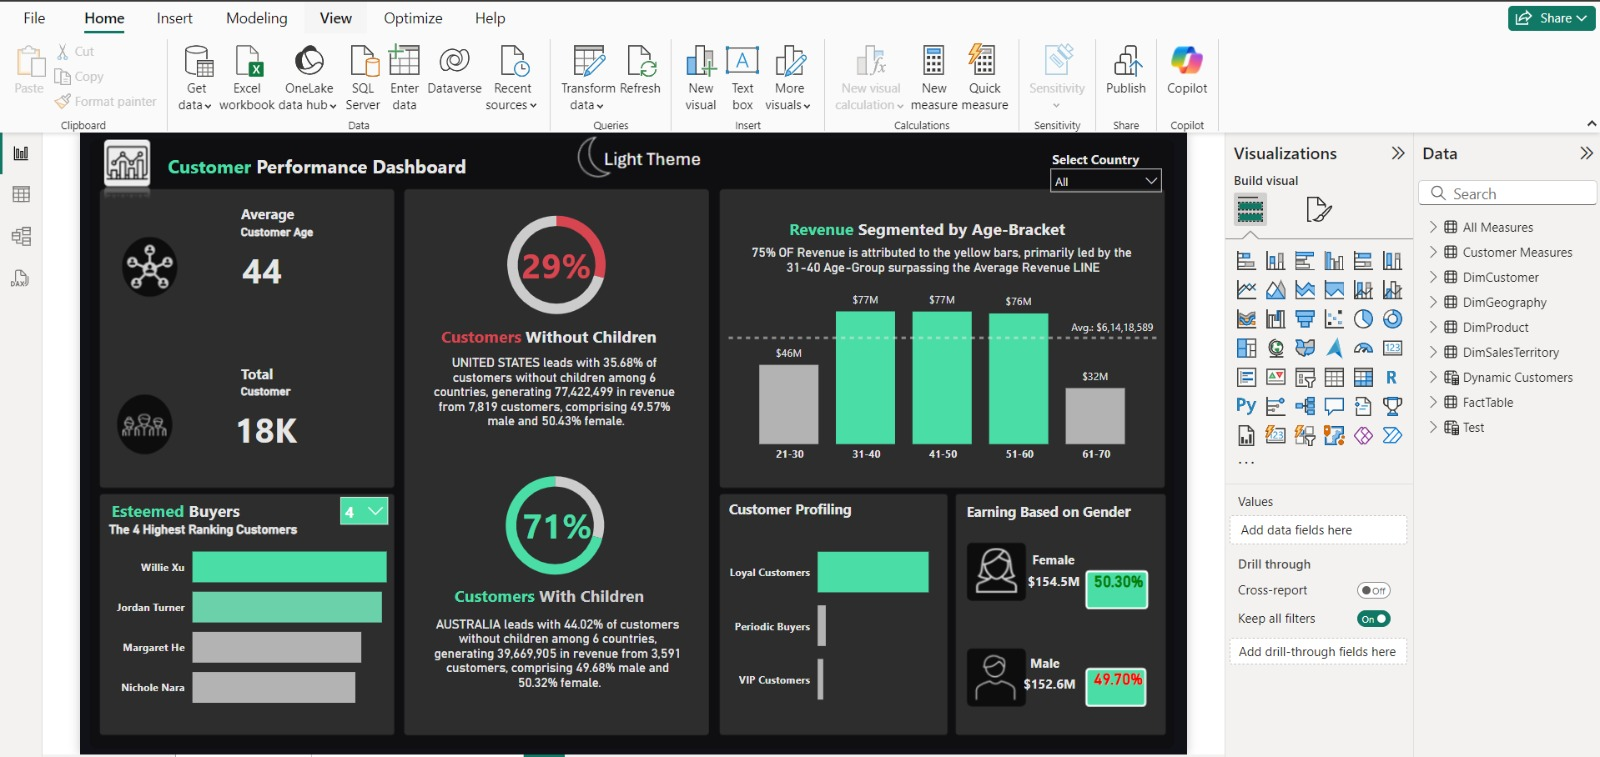 File Home Insert Modeling View Optimize Help
Share
Paste
Cut
Copy
Format painter
Clipboard
Get data
Excel workbook
OneLake data hub
SQL Server
Enter data
Dataverse
Recent sources
Data
Transform data
Refresh
Queries
New visual
Text box
More visuals
Insert
New visual calculation
New measure
Quick measure
Calculations
Sensitivity
Sensitivity
Publish
Share
Copilot
Copilot
Customer Performance Dashboard
Light Theme
Select Country
All
Average
Customer Age
44
Total
Customer
18K
29%
Customers Without Children
UNITED STATES leads with 35.68% of
customers without children among 6
countries, generating 77,422,499 in revenue
from 7,819 customers, comprising 49.57%
male and 50.43% female.
71%
Customers With Children
AUSTRALIA leads with 44.02% of customers
without children among 6 countries,
generating 39,669,905 in revenue from 3,591
customers, comprising 49.68% male and
50.32% female.
Revenue Segmented by Age-Bracket
75% OF Revenue is attributed to the yellow bars, primarily led by the
31-40 Age-Group surpassing the Average Revenue LINE
$46M $77M $77M $76M $32M
Avg.: $6,14,18,589
21-30 31-40 41-50 51-60 61-70
Esteemed Buyers
4
The 4 Highest Ranking Customers
Willie Xu
Jordan Turner
Margaret He
Nichole Nara
Customer Profiling
Loyal Customers
Periodic Buyers
VIP Customers
Earning Based on Gender
Female
$154.5M
50.30%
Male
$152.6M
49.70%
Visualizations
Build visual
123
R
Py
123
...
Values
Add data fields here
Drill through
Cross-report
Off
Keep all filters
On
Add drill-through fields here
Data
Search
All Measures
Customer Measures
DimCustomer
DimGeography
DimProduct
DimSalesTerritory
Dynamic Customers
FactTable
Test
DAX